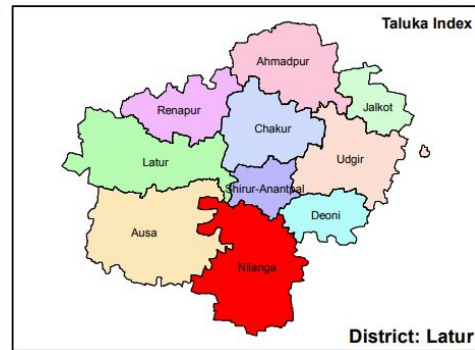 Taluka Index
Ahmadpur
Jalkot
Renapur
Chakur
Latur
Udgir
Shirur-Anantpal
Deoni
Ausa
Nilanga
District: Latur